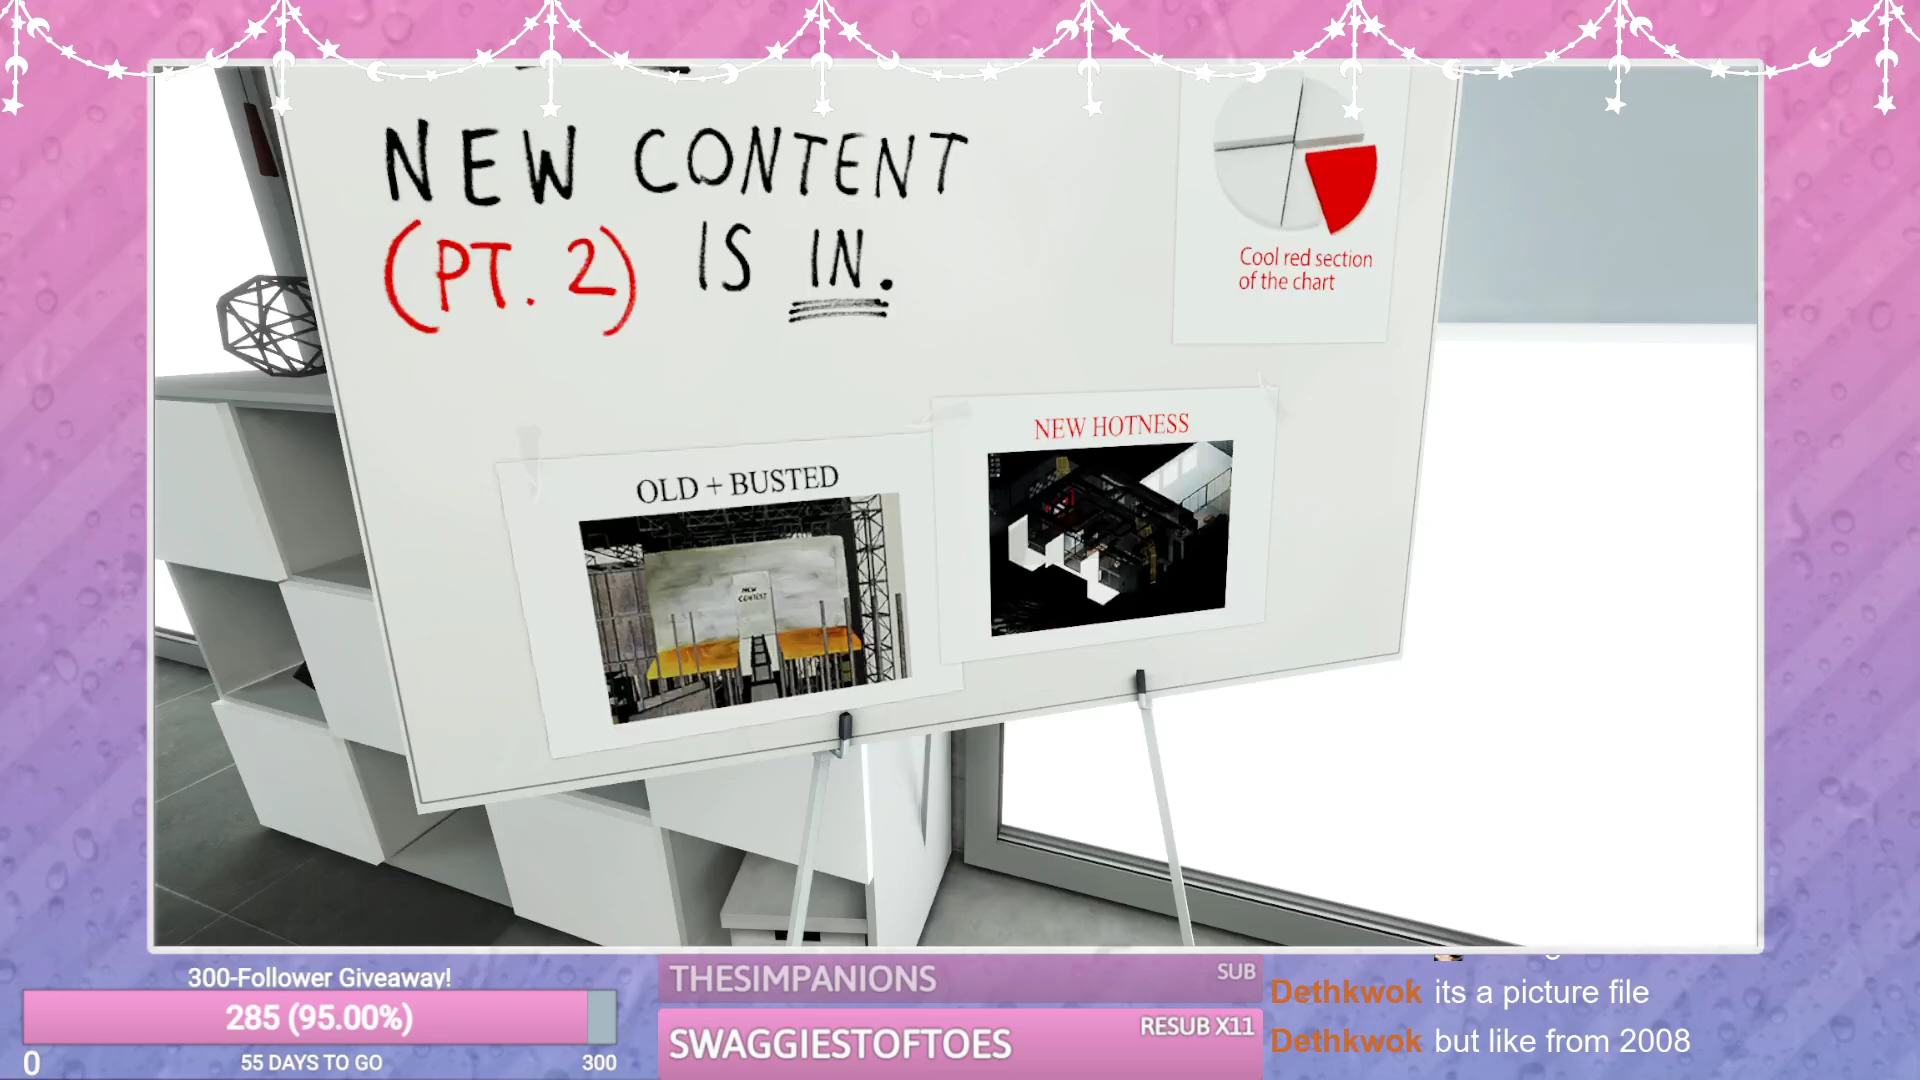 NEW CONTENT
(PT. 2) IS IN.
Cool red section
of the chart
OLD + BUSTED
NEW
CONTENT
NEW HOTNESS
300-Follower Giveaway!
285 (95.00%)
0
55 DAYS TO GO
300
THESIMPANIONS
SUB
SWAGGIESTOFTOES
RESUB X11
Dethkwok its a picture file
Dethkwok but like from 2008